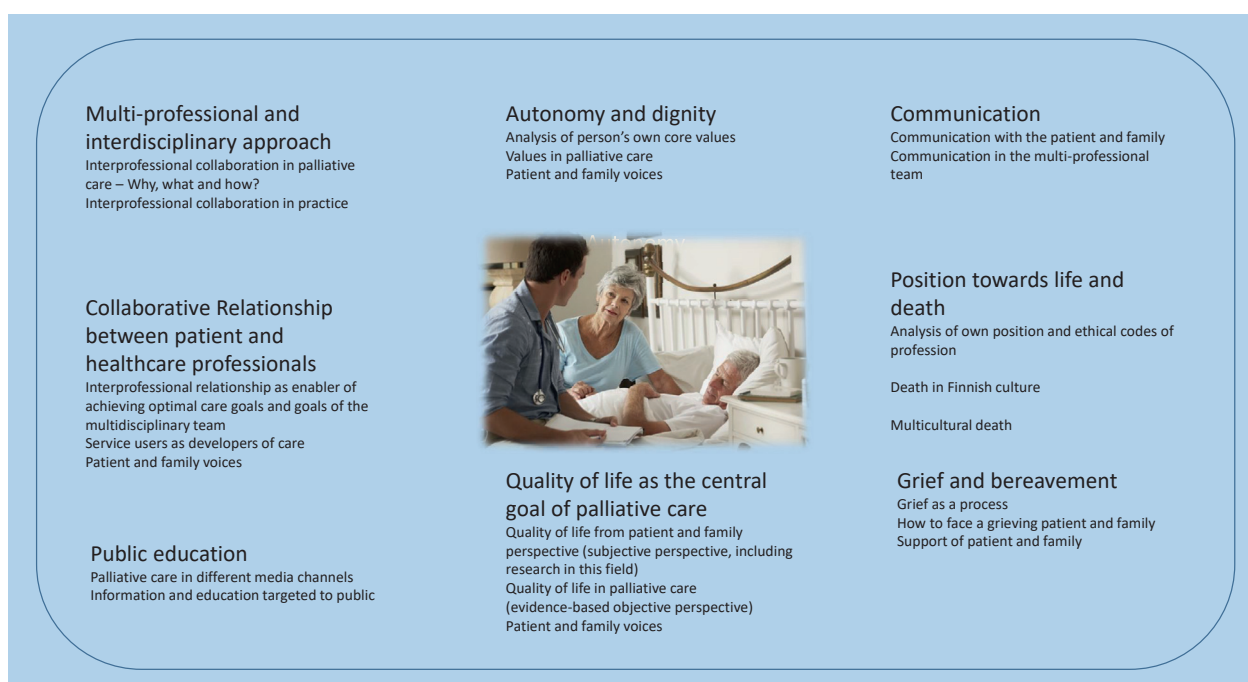 Multi-professional and
interdisciplinary approach
Interprofessional collaboration in palliative
care – Why, what and how?
Interprofessional collaboration in practice
Collaborative Relationship
between patient and
healthcare professionals
Interprofessional relationship as enabler of
achieving optimal care goals and goals of the
multidisciplinary team
Service users as developers of care
Patient and family voices
Public education
Palliative care in different media channels
Information and education targeted to public
Autonomy and dignity
Analysis of person's own core values
Values in palliative care
Patient and family voices
Autonomy
Quality of life as the central
goal of palliative care
Quality of life from patient and family
perspective (subjective perspective, including
research in this field)
Quality of life in palliative care
(evidence-based objective perspective)
Patient and family voices
Communication
Communication with the patient and family
Communication in the multi-professional
team
Position towards life and
death
Analysis of own position and ethical codes of
profession
Death in Finnish culture
Multicultural death
Grief and bereavement
Grief as a process
How to face a grieving patient and family
Support of patient and family